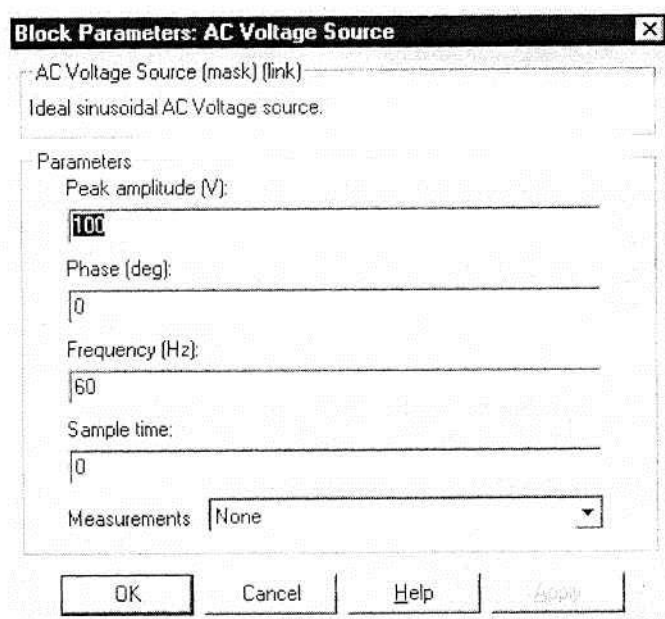 Block Parameters: AC Voltage Source
AC Voltage Source (mask) (link)
Ideal sinusoidal AC Voltage source.
Parameters
Peak amplitude (V):
100
Phase (deg):
0
Frequency (Hz):
60
Sample time:
0
Measurements None
OK Cancel Help Apply